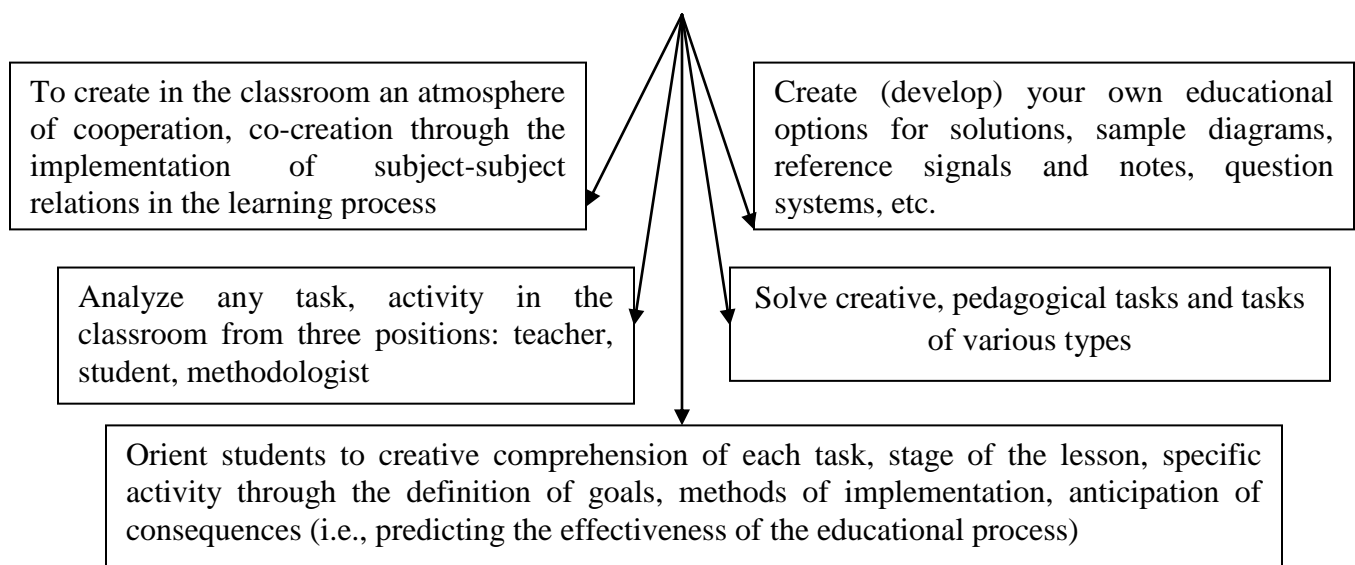 To create in the classroom an atmosphere
of cooperation, co-creation through the
implementation of subject-subject
relations in the learning process
Create (develop) your own educational
options for solutions, sample diagrams,
reference signals and notes, question
systems, etc.
Analyze any task, activity in the
classroom from three positions: teacher,
student, methodologist
Solve creative, pedagogical tasks and tasks
of various types
Orient students to creative comprehension of each task, stage of the lesson, specific
activity through the definition of goals, methods of implementation, anticipation of
consequences (i.e., predicting the effectiveness of the educational process)